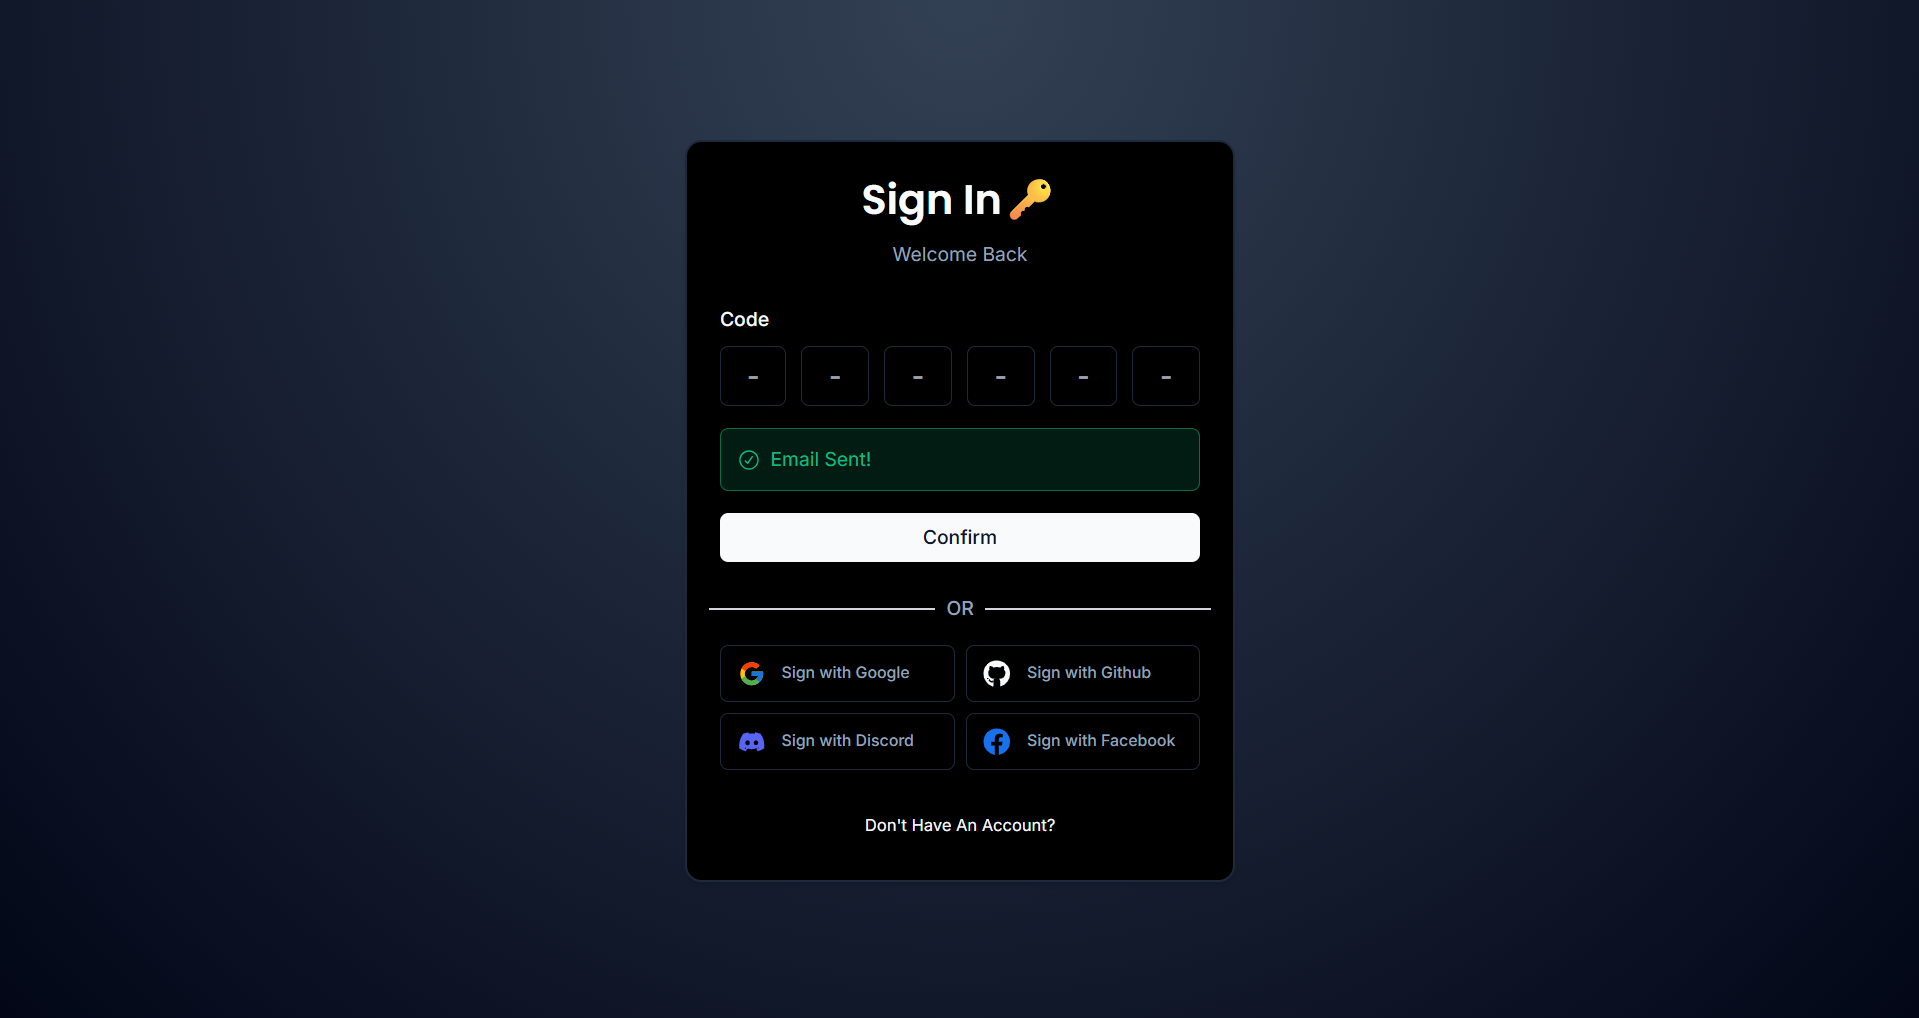 Sign In 🔑
Welcome Back
Code
- - - - - -
Email Sent!
Confirm
OR
Sign with Google
Sign with Github
Sign with Discord
Sign with Facebook
Don't Have An Account?